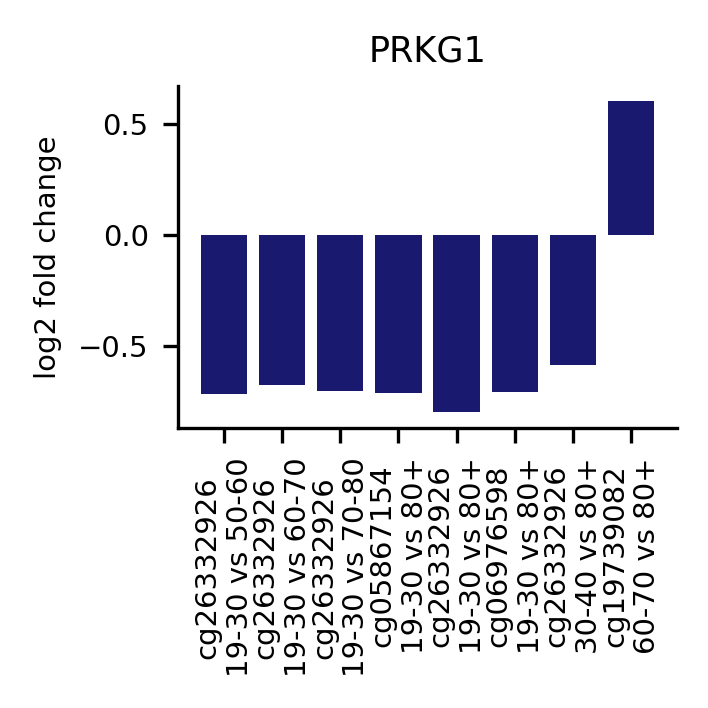 PRKG1
log2 fold change
0.5
0.0
−0.5
cg26332926
19-30 vs 50-60
cg26332926
19-30 vs 60-70
cg26332926
19-30 vs 70-80
cg05867154
19-30 vs 80+
cg26332926
19-30 vs 80+
cg06976598
19-30 vs 80+
cg26332926
30-40 vs 80+
cg19739082
60-70 vs 80+